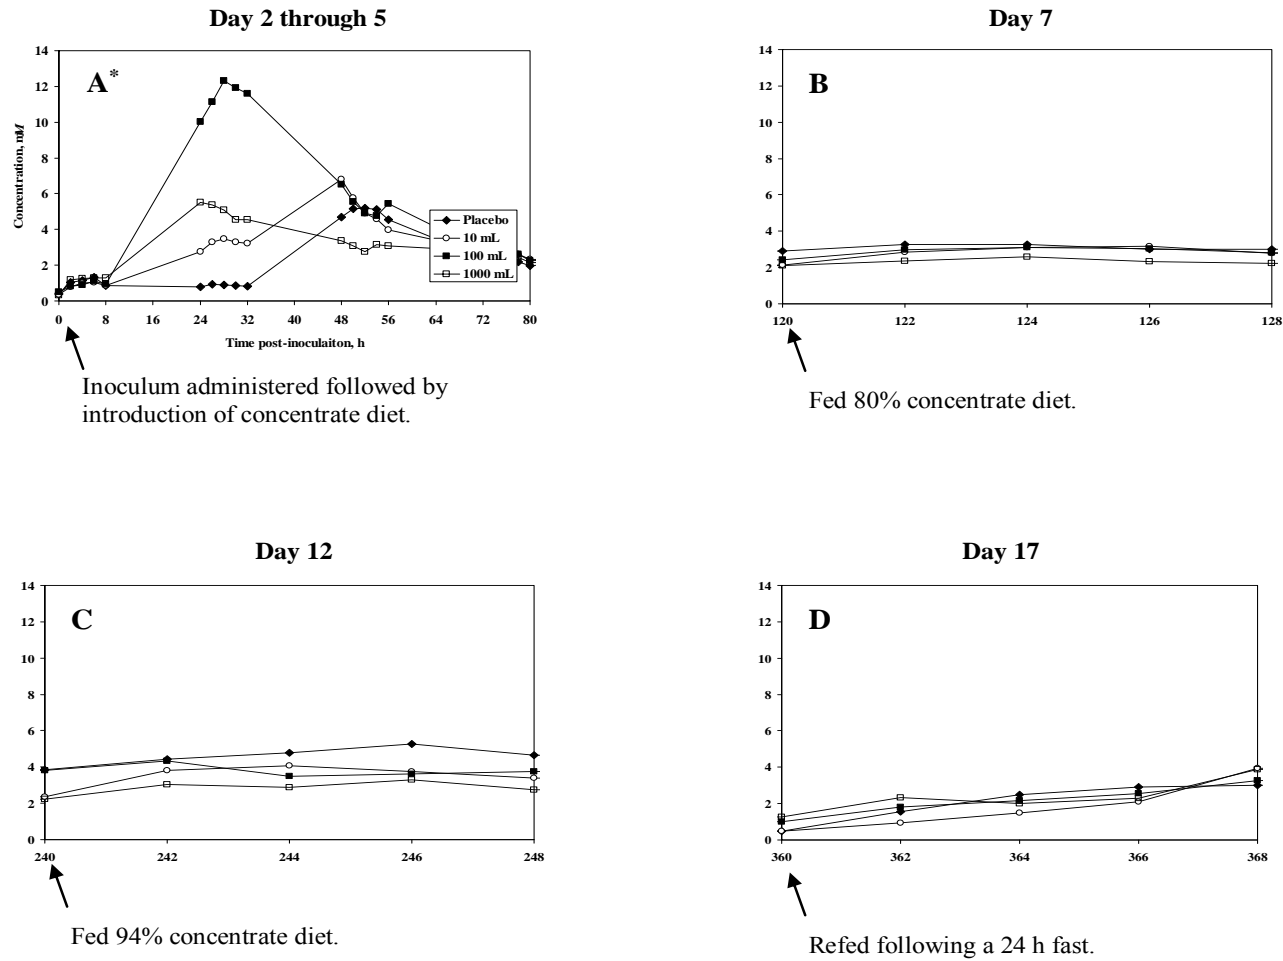 Day 2 through 5
14
12
10
8
6
4
2
0
Concentration, mM
A*
Placebo
10 mL
100 mL
1000 mL
0 8 16 24 32 40 48 56 64 72 80
Time post-inoculaiton, h
Inoculum administered followed by
introduction of concentrate diet.
Day 7
14
12
10
8
6
4
2
0
B
120 122 124 126 128
Fed 80% concentrate diet.
Day 12
14
12
10
8
6
4
2
0
C
240 242 244 246 248
Fed 94% concentrate diet.
Day 17
14
12
10
8
6
4
2
0
D
360 362 364 366 368
Refed following a 24 h fast.